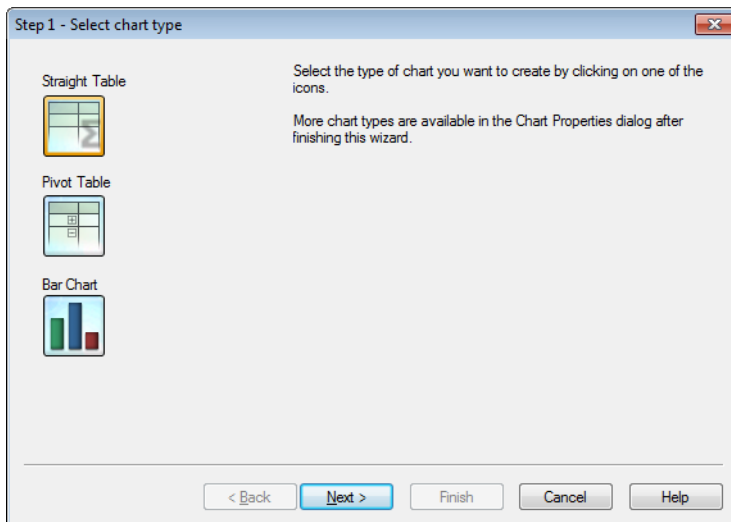 Step 1 - Select chart type
Straight Table
Select the type of chart you want to create by clicking on one of the
icons.
More chart types are available in the Chart Properties dialog after
finishing this wizard.
Σ
Pivot Table
Bar Chart
< Back
Next >
Finish
Cancel
Help